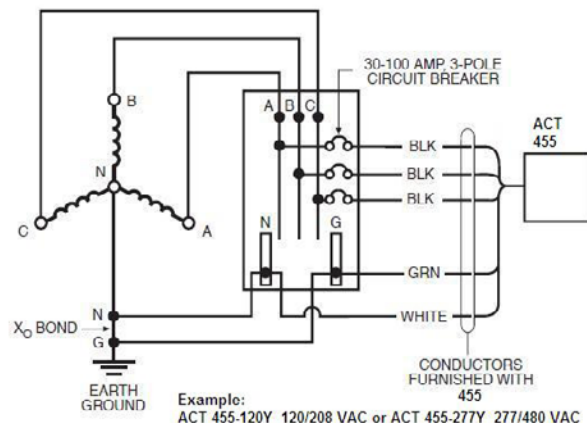 B
N
C
A
A B C
30-100 AMP, 3-POLE
CIRCUIT BREAKER
BLK
BLK
BLK
ACT
455
N
G
GRN
WHITE
N
X₀ BOND
G
EARTH
GROUND
CONDUCTORS
FURNISHED WITH
455
Example:
ACT 455-120Y 120/208 VAC or ACT 455-277Y 277/480 VAC